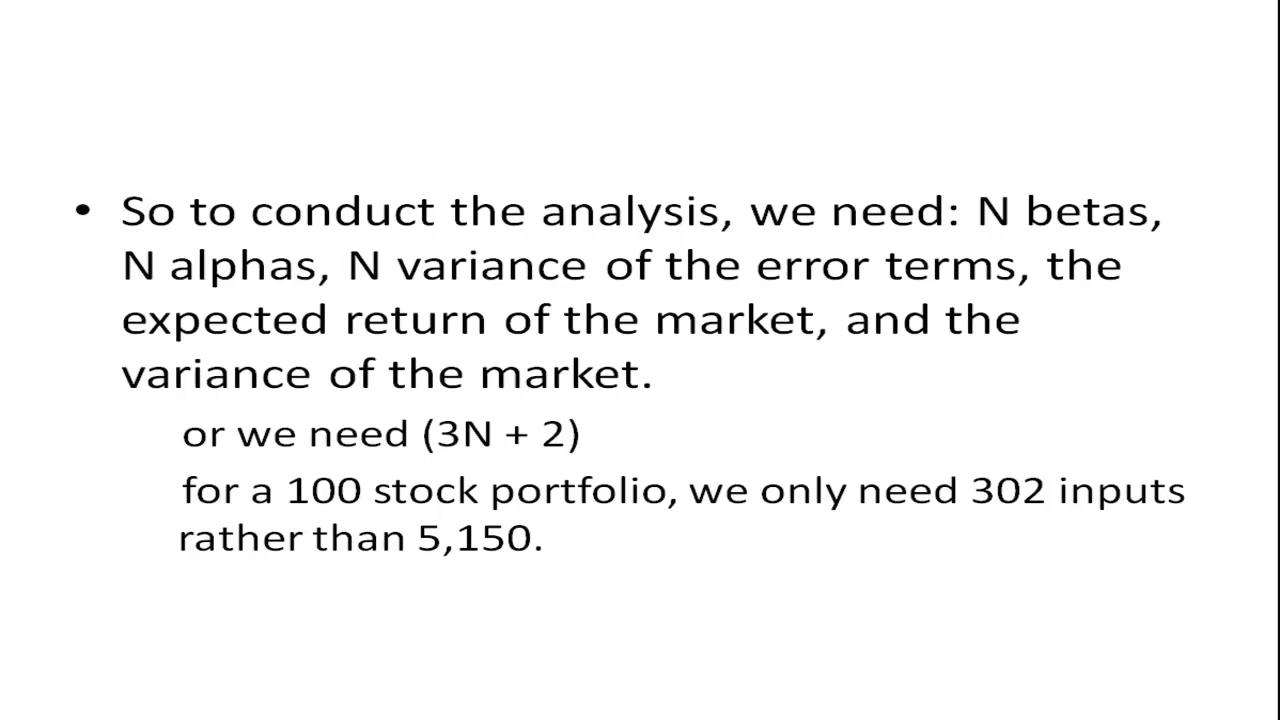 • So to conduct the analysis, we need: N betas,
N alphas, N variance of the error terms, the
expected return of the market, and the
variance of the market.
or we need (3N + 2)
for a 100 stock portfolio, we only need 302 inputs
rather than 5,150.